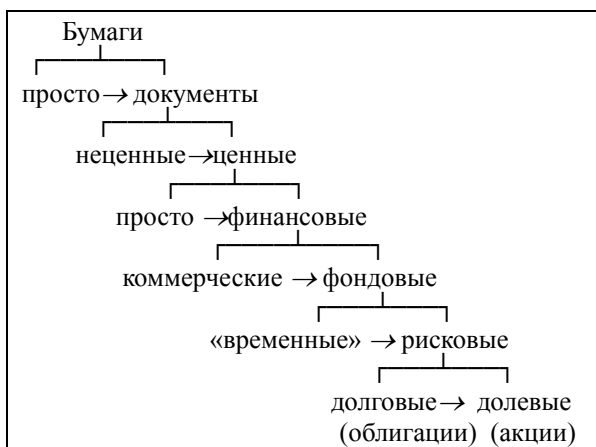 Бумаги
просто → документы
неценные → ценные
просто → финансовые
коммерческие → фондовые
«временные» → рисковые
долговые → долевые
(облигации) (акции)